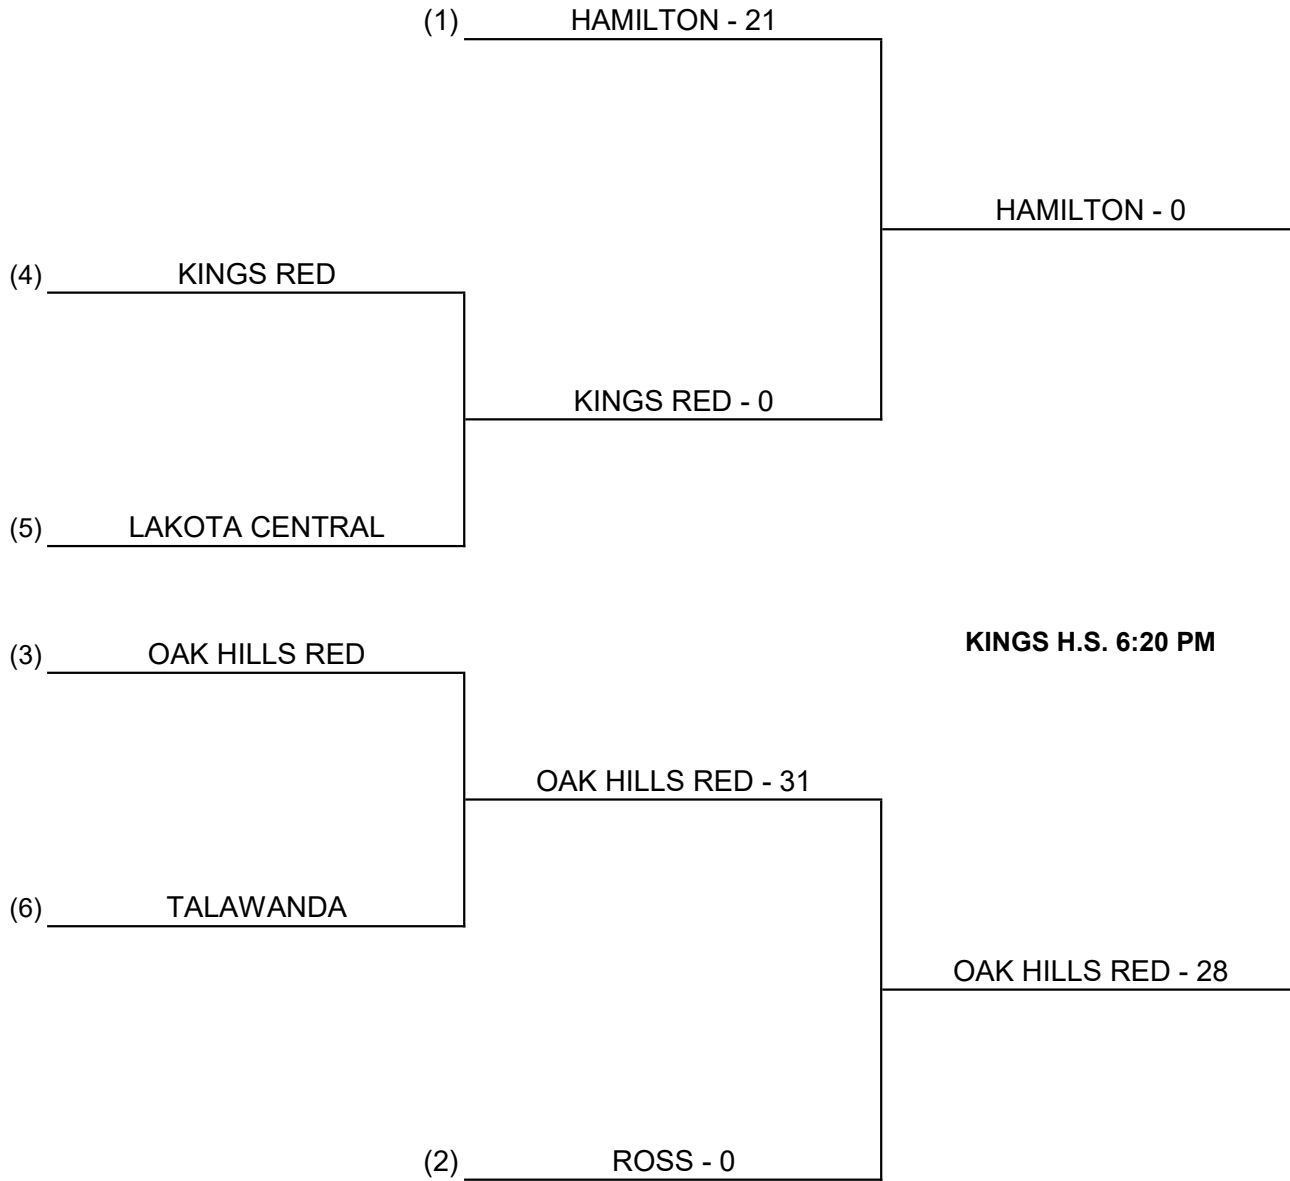 (1) HAMILTON - 21
HAMILTON - 0
(4) KINGS RED
KINGS RED - 0
(5) LAKOTA CENTRAL
KINGS H.S. 6:20 PM
(3) OAK HILLS RED
OAK HILLS RED - 31
(6) TALAWANDA
OAK HILLS RED - 28
(2) ROSS - 0